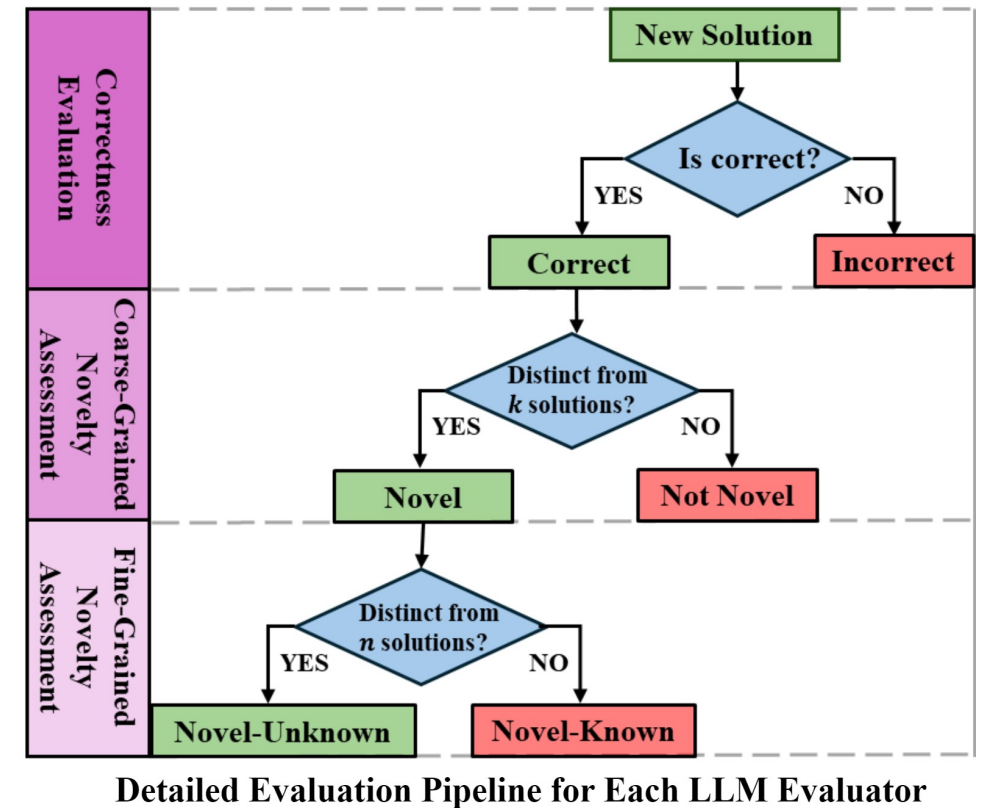 Correctness
Evaluation
New Solution
Is correct?
YES
NO
Correct
Incorrect
Coarse-Grained
Novelty
Assessment
Distinct from
k solutions?
YES
NO
Novel
Not Novel
Fine-Grained
Novelty
Assessment
Distinct from
n solutions?
YES
NO
Novel-Unknown
Novel-Known
Detailed Evaluation Pipeline for Each LLM Evaluator